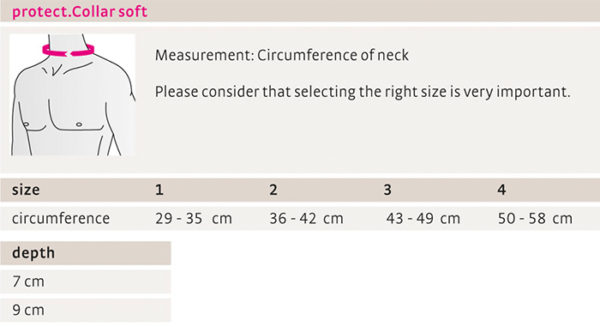 protect.Collar soft
Measurement: Circumference of neck
Please consider that selecting the right size is very important.
size 1 2 3 4
circumference 29 - 35 cm 36 - 42 cm 43 - 49 cm 50 - 58 cm
depth
7 cm
9 cm